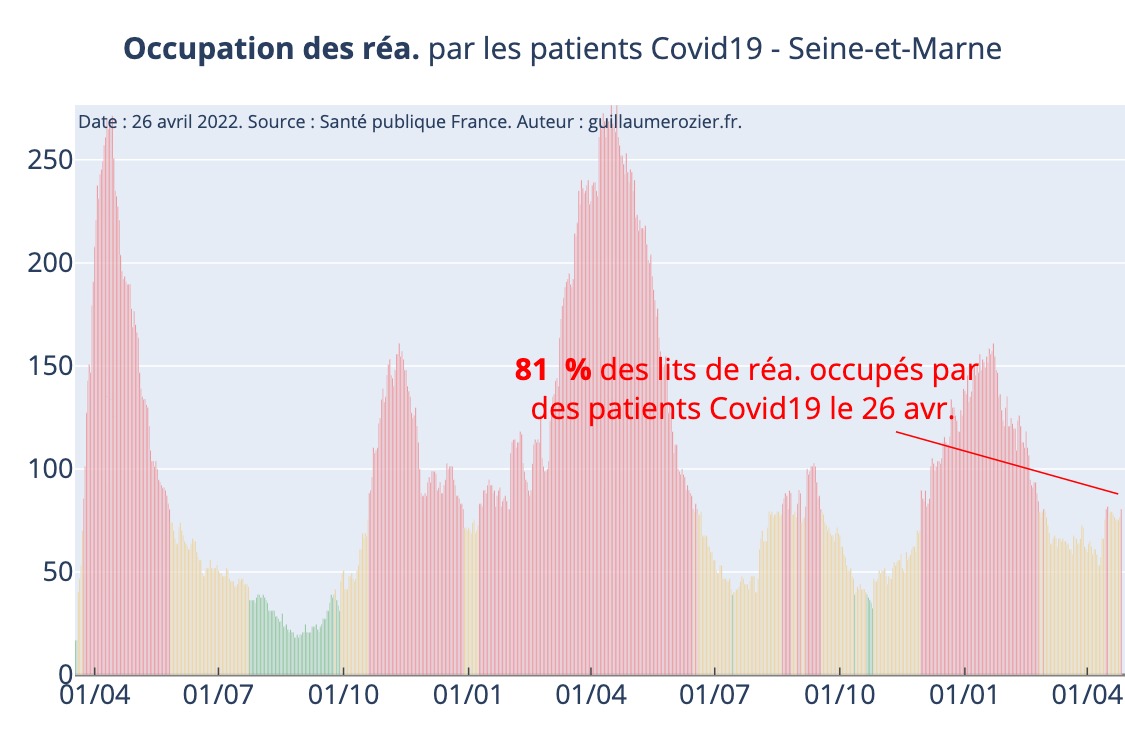 Occupation des réa. par les patients Covid19 - Seine-et-Marne
Date : 26 avril 2022. Source : Santé publique France. Auteur : guillaumerozier.fr.
250
200
150
81 % des lits de réa. occupés par
des patients Covid19 le 26 avr.
100
50
0
01/04 01/07 01/10 01/01 01/04 01/07 01/10 01/01 01/04